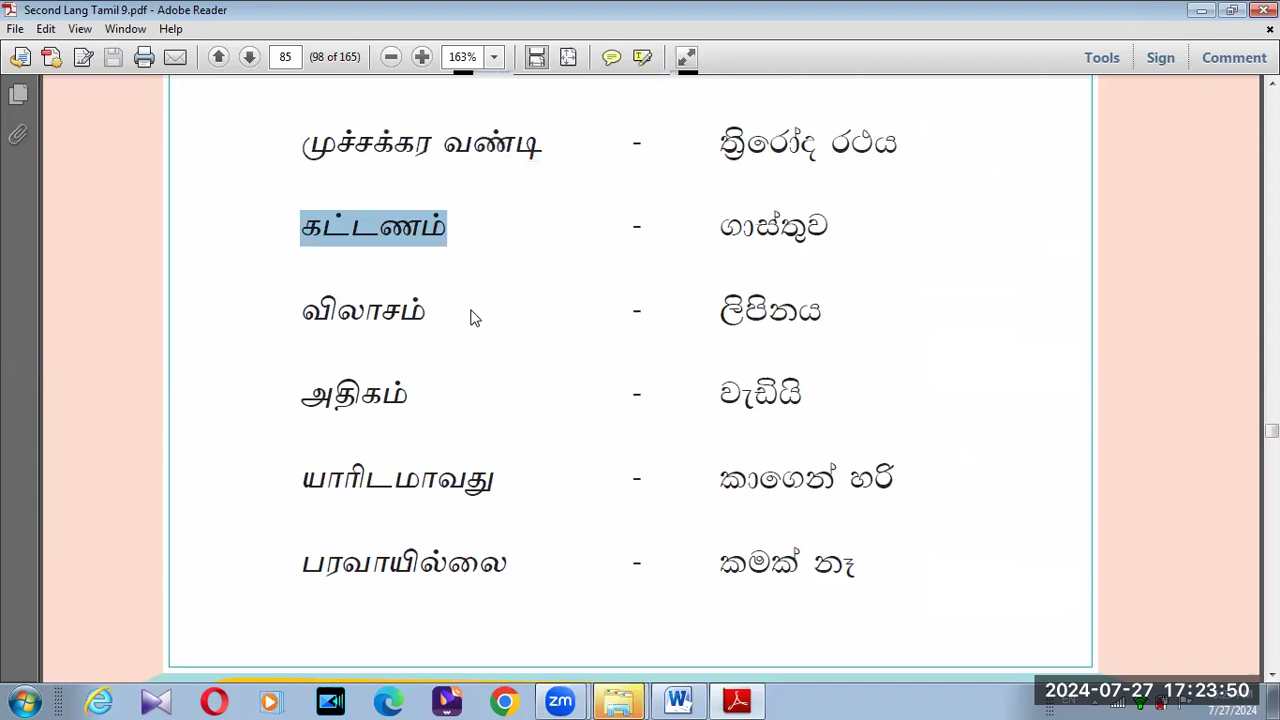 Second Lang Tamil 9.pdf - Adobe Reader
File Edit View Window Help
85 (98 of 165) 163% Tools Sign Comment
முச்சக்கர வண்டி - ත්‍රිරෝද රථය
கட்டணம் - ගාස්තුව
விலாசம் - ලිපිනය
அதிகம் - වැඩියි
யாரிடமாவது - කාගෙන් හරි
பரவாயில்லை - කමක් නෑ
2024-07-27 17:23:50
7/27/2024